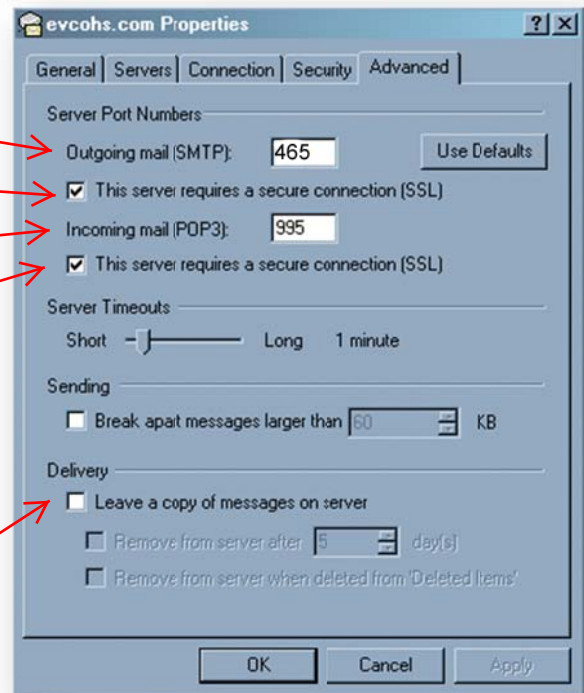 evcohs.com Properties
General Servers Connection Security Advanced
Server Port Numbers
Outgoing mail (SMTP): 465 Use Defaults
This server requires a secure connection (SSL)
Incoming mail (POP3): 995
This server requires a secure connection (SSL)
Server Timeouts
Short Long 1 minute
Sending
Break apart messages larger than 60 KB
Delivery
Leave a copy of messages on server
Remove from server after 5 day(s)
Remove from server when deleted from 'Deleted Items'
OK Cancel Apply